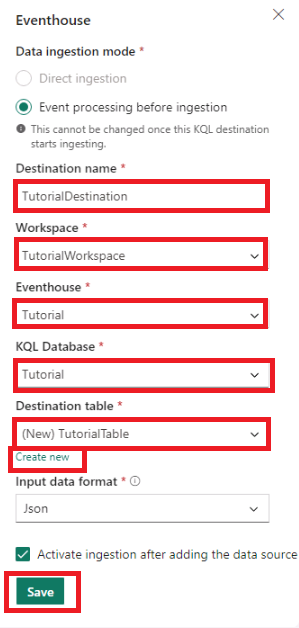 Eventhouse
Data ingestion mode *
Direct ingestion
Event processing before ingestion
This cannot be changed once this KQL destination
starts ingesting.
Destination name *
TutorialDestination
Workspace *
TutorialWorkspace
Eventhouse *
Tutorial
KQL Database *
Tutorial
Destination table *
(New) TutorialTable
Create new
Input data format *
Json
Activate ingestion after adding the data source
Save